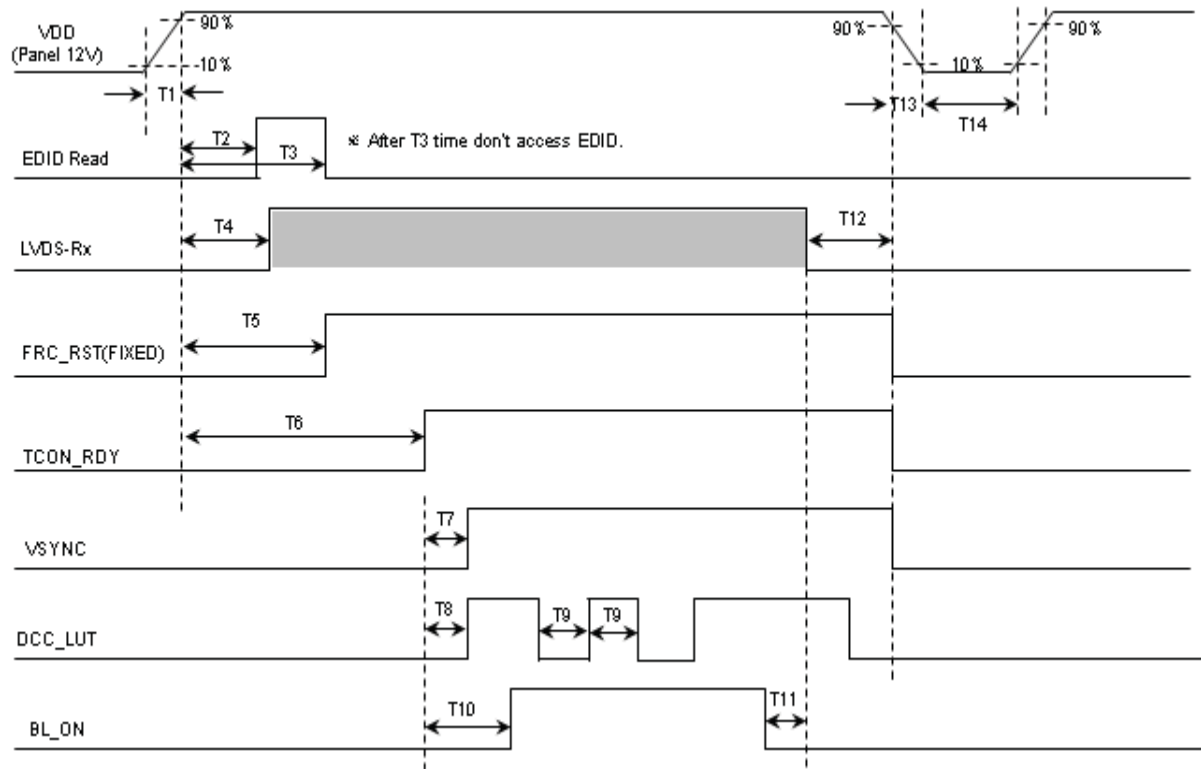 VDD
(Panel 12V)
90%
10%
90%
10%
90%
T1
T13
T14
EDID Read
T2
T3
※ After T3 time don't access EDID.
LVDS-Rx
T4
T12
FRC_RST(FIXED)
T5
TCON_RDY
T6
VSYNC
T7
DCC_LUT
T8
T9
T9
BL_ON
T10
T11